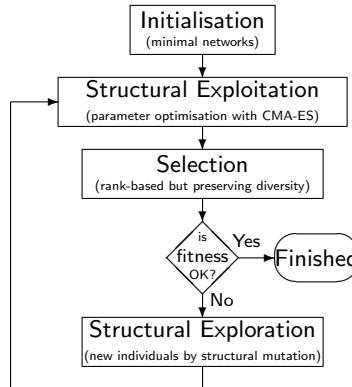 Initialisation
(minimal networks)
Structural Exploitation
(parameter optimisation with CMA-ES)
Selection
(rank-based but preserving diversity)
is
fitness
OK?
Yes
Finished
No
Structural Exploration
(new individuals by structural mutation)